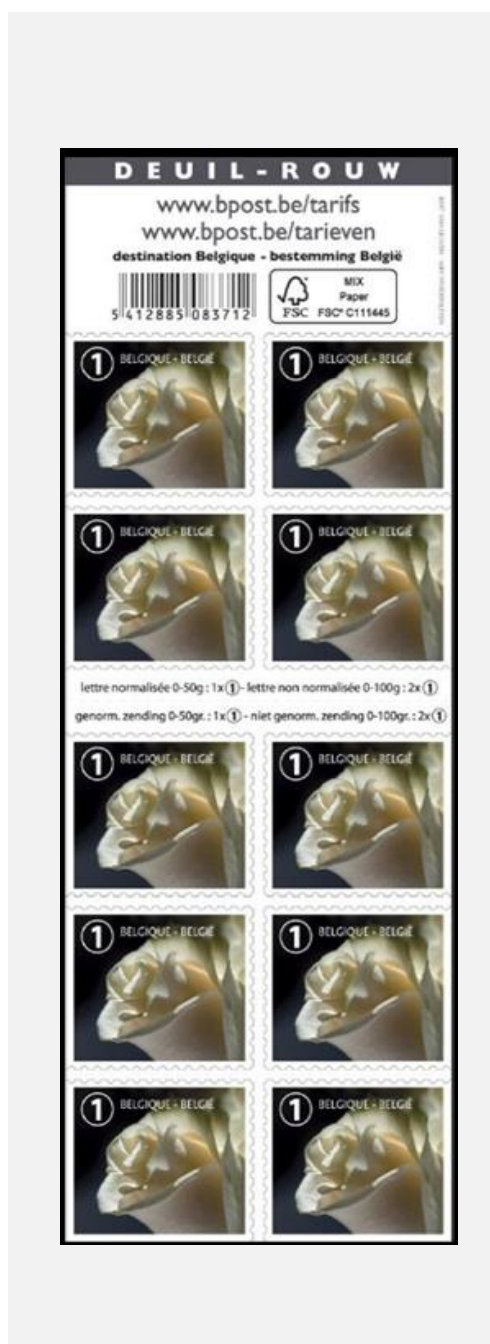 DEUIL-ROUW
www.bpost.be/tarifs
www.bpost.be/tarieven
destination Belgique - bestemming België
5 412885 083712
FSC
MIX
Paper
FSC® C111445
1 BELGIQUE - BELGIË
1 BELGIQUE - BELGIË
1 BELGIQUE - BELGIË
1 BELGIQUE - BELGIË
lettre normalisée 0-50g : 1x① - lettre non normalisée 0-100g : 2x①
genorm. zending 0-50gr. : 1x① - niet genorm. zending 0-100gr. : 2x①
1 BELGIQUE - BELGIË
1 BELGIQUE - BELGIË
1 BELGIQUE - BELGIË
1 BELGIQUE - BELGIË
1 BELGIQUE - BELGIË
1 BELGIQUE - BELGIË